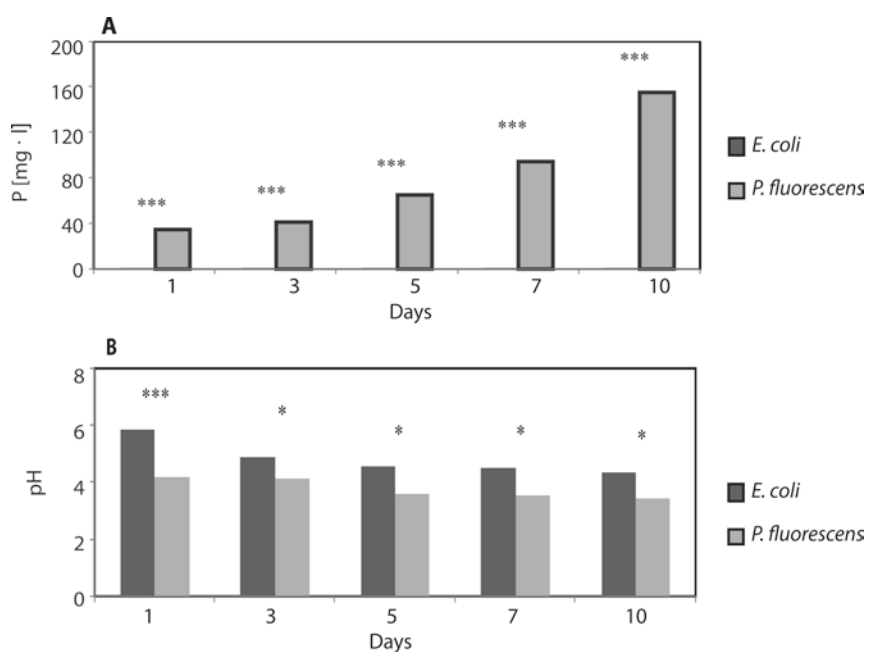 A
200
160
120
80
40
0
P [mg · l]
***
***
***
***
***
1 3 5 7 10
Days
E. coli
P. fluorescens
B
8
6
4
2
0
pH
***
*
*
*
*
1 3 5 7 10
Days
E. coli
P. fluorescens